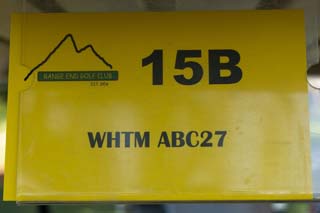 15B
RANGE END GOLF CLUB
WHTM ABC27